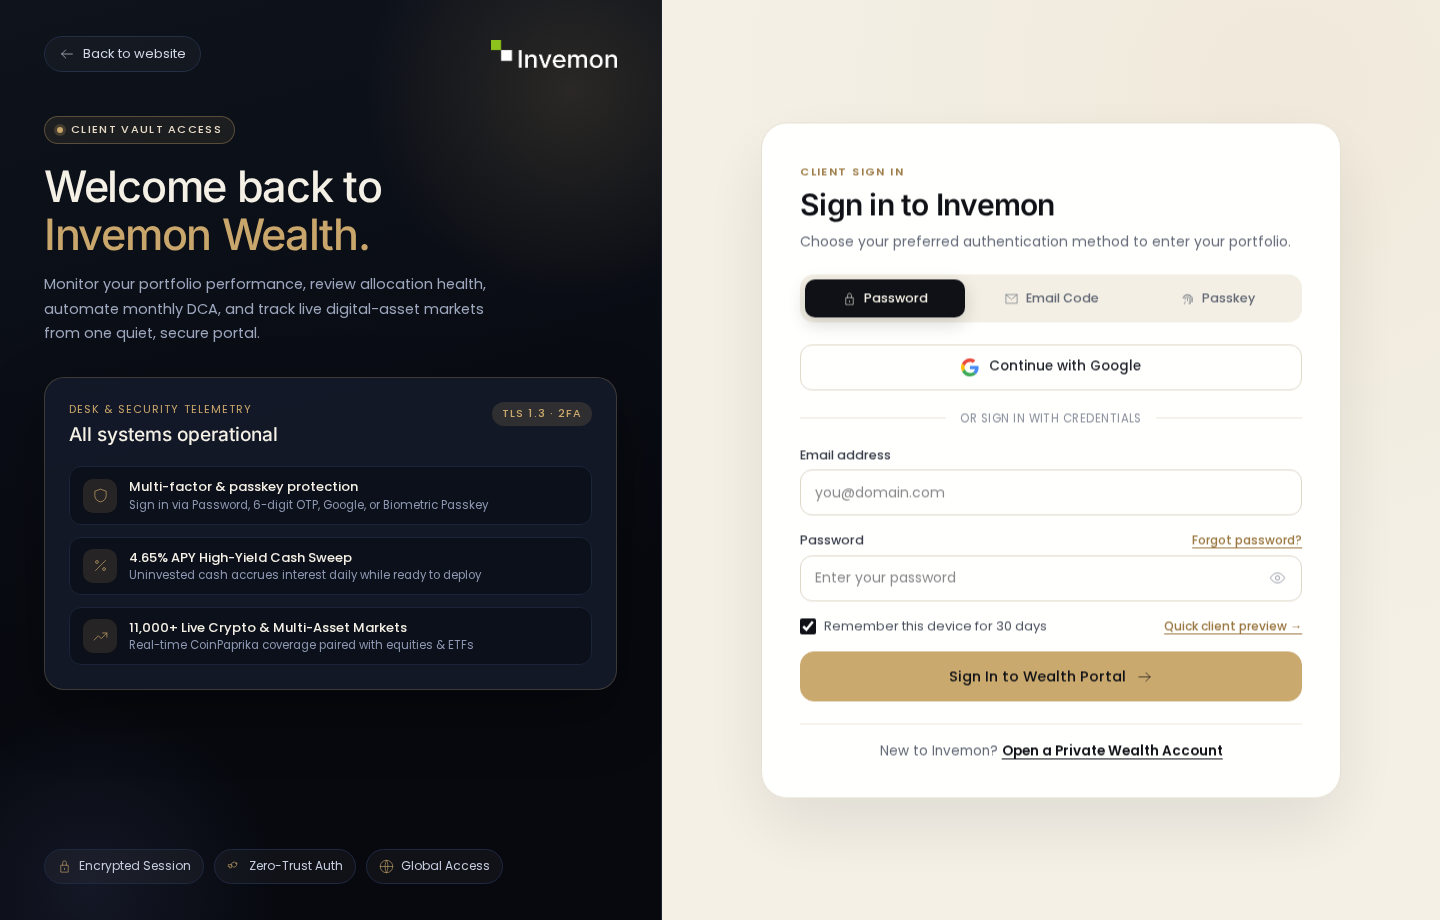 Back to website
Invemon
CLIENT VAULT ACCESS
Welcome back to
Invemon Wealth.
Monitor your portfolio performance, review allocation health,
automate monthly DCA, and track live digital-asset markets
from one quiet, secure portal.
DESK & SECURITY TELEMETRY
TLS 1.3 · 2FA
All systems operational
Multi-factor & passkey protection
Sign in via Password, 6-digit OTP, Google, or Biometric Passkey
4.65% APY High-Yield Cash Sweep
Uninvested cash accrues interest daily while ready to deploy
11,000+ Live Crypto & Multi-Asset Markets
Real-time CoinPaprika coverage paired with equities & ETFs
Encrypted Session
Zero-Trust Auth
Global Access
CLIENT SIGN IN
Sign in to Invemon
Choose your preferred authentication method to enter your portfolio.
Password
Email Code
Passkey
Continue with Google
OR SIGN IN WITH CREDENTIALS
Email address
you@domain.com
Password
Forgot password?
Enter your password
Remember this device for 30 days
Quick client preview →
Sign In to Wealth Portal
New to Invemon? Open a Private Wealth Account